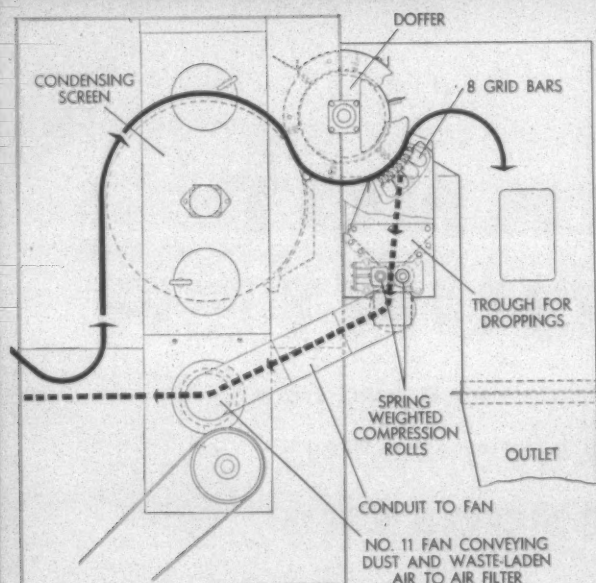 DOFFER
CONDENSING
SCREEN
8 GRID BARS
TROUGH FOR
DROPPINGS
SPRING
WEIGHTED
COMPRESSION
ROLLS
OUTLET
CONDUIT TO FAN
NO. 11 FAN CONVEYING
DUST AND WASTE-LADEN
AIR TO AIR FILTER